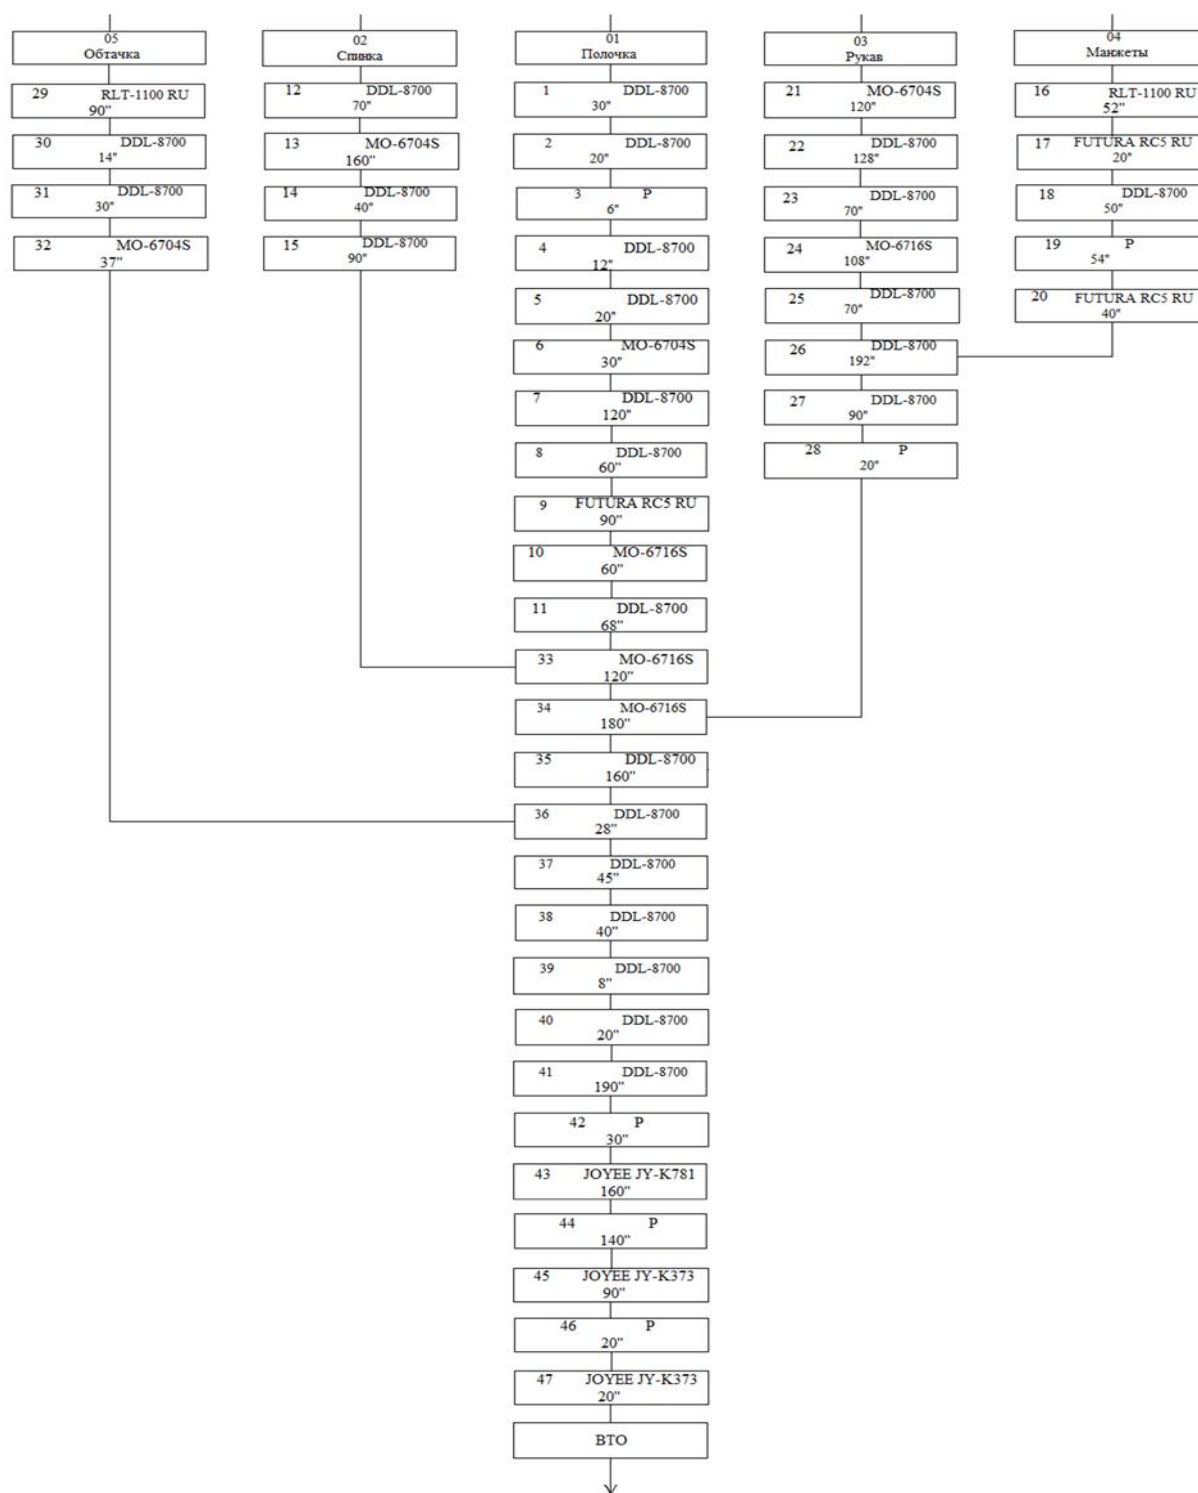 05
Обтачка
29 RLT-1100 RU
90"
30 DDL-8700
14"
31 DDL-8700
30"
32 MO-6704S
37"
02
Спинка
12 DDL-8700
70"
13 MO-6704S
160"
14 DDL-8700
40"
15 DDL-8700
90"
01
Полочка
1 DDL-8700
30"
2 DDL-8700
20"
3 P
6"
4 DDL-8700
12"
5 DDL-8700
20"
6 MO-6704S
30"
7 DDL-8700
120"
8 DDL-8700
60"
9 FUTURA RC5 RU
90"
10 MO-6716S
60"
11 DDL-8700
68"
33 MO-6716S
120"
34 MO-6716S
180"
35 DDL-8700
160"
36 DDL-8700
28"
37 DDL-8700
45"
38 DDL-8700
40"
39 DDL-8700
8"
40 DDL-8700
20"
41 DDL-8700
190"
42 P
30"
43 JOYEE JY-K781
160"
44 P
140"
45 JOYEE JY-K373
90"
46 P
20"
47 JOYEE JY-K373
20"
ВТО
03
Рукав
21 MO-6704S
120"
22 DDL-8700
128"
23 DDL-8700
70"
24 MO-6716S
108"
25 DDL-8700
70"
26 DDL-8700
192"
27 DDL-8700
90"
28 P
20"
04
Манжеты
16 RLT-1100 RU
52"
17 FUTURA RC5 RU
20"
18 DDL-8700
50"
19 P
54"
20 FUTURA RC5 RU
40"